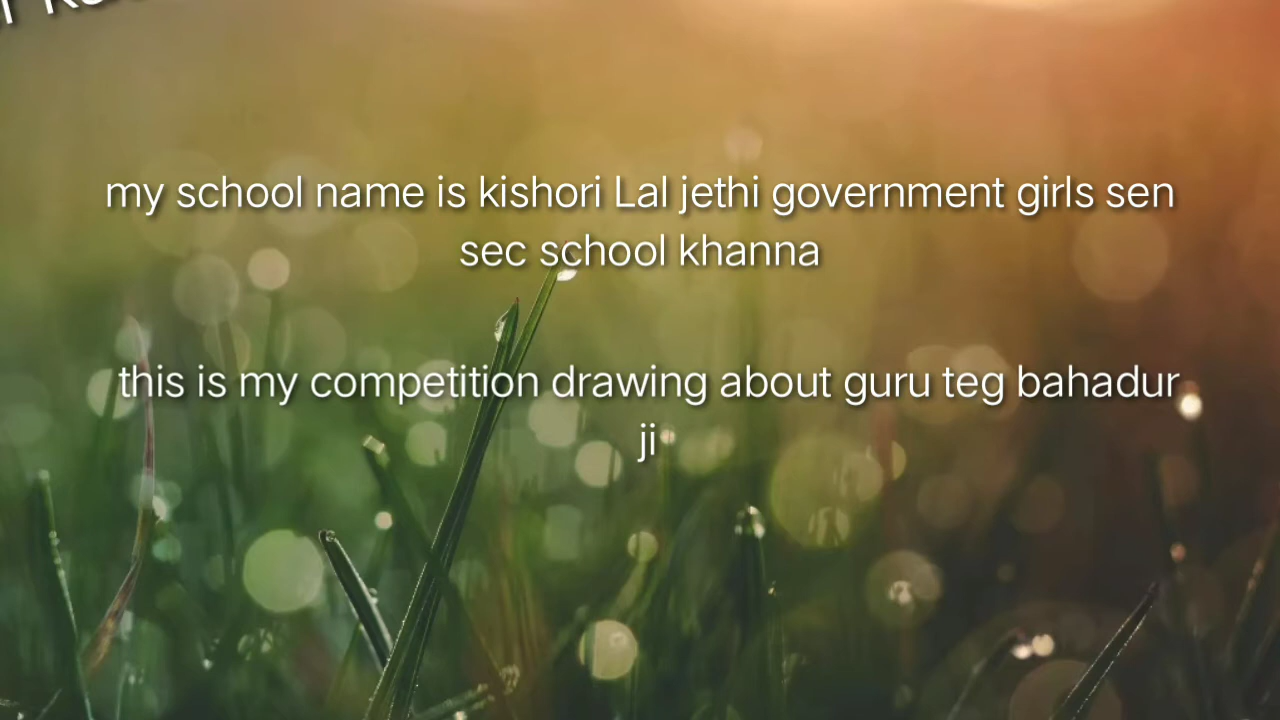 my school name is kishori Lal jethi government girls sen
sec school khanna
this is my competition drawing about guru teg bahadur
ji